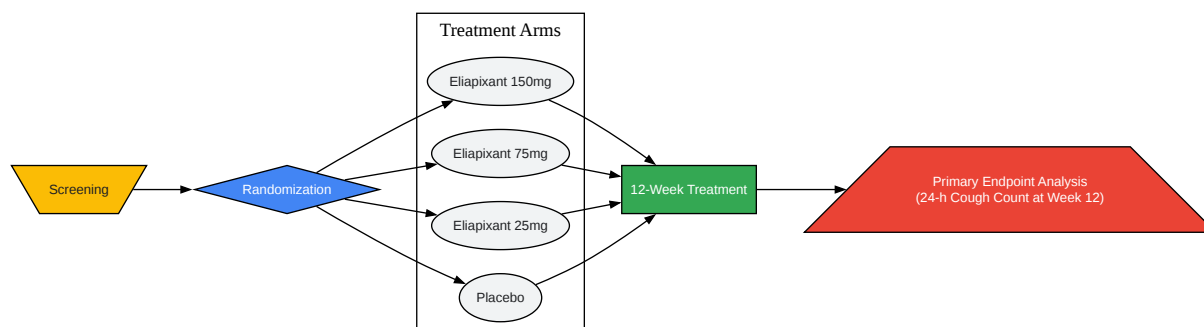 Treatment Arms
Eliapixant 150mg
Eliapixant 75mg
Eliapixant 25mg
Placebo
Screening
Randomization
12-Week Treatment
Primary Endpoint Analysis
(24-h Cough Count at Week 12)